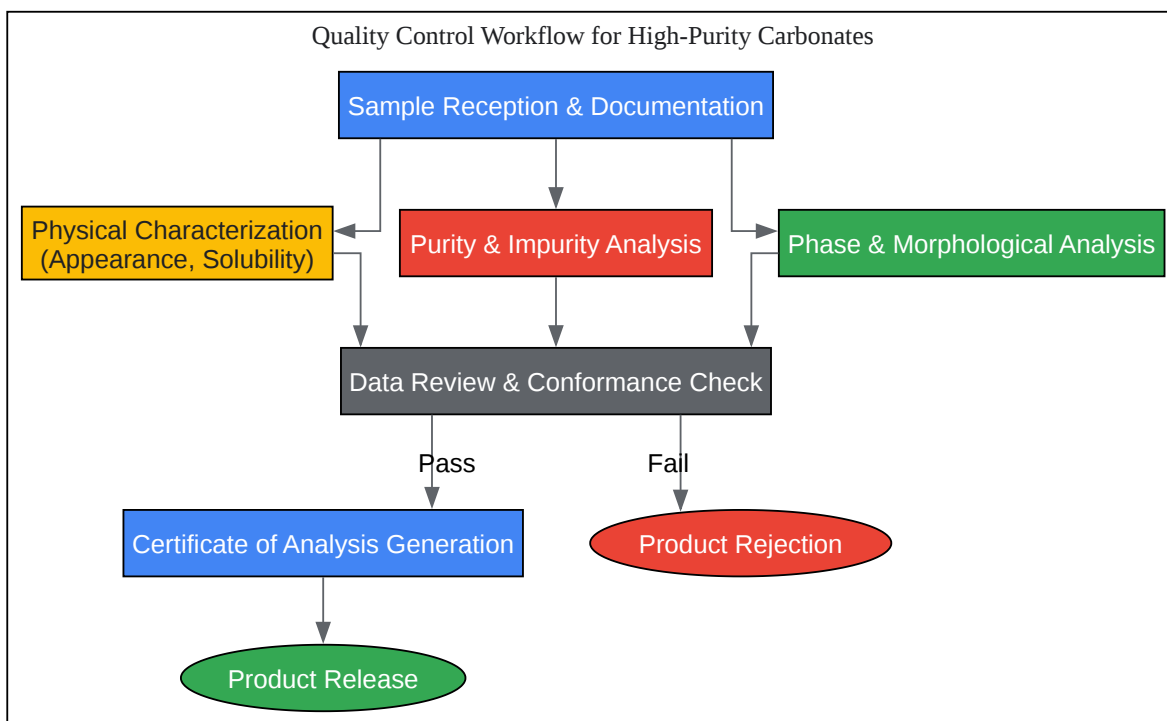 Quality Control Workflow for High-Purity Carbonates
Sample Reception & Documentation
Physical Characterization
(Appearance, Solubility)
Purity & Impurity Analysis
Phase & Morphological Analysis
Data Review & Conformance Check
Pass
Fail
Certificate of Analysis Generation
Product Rejection
Product Release